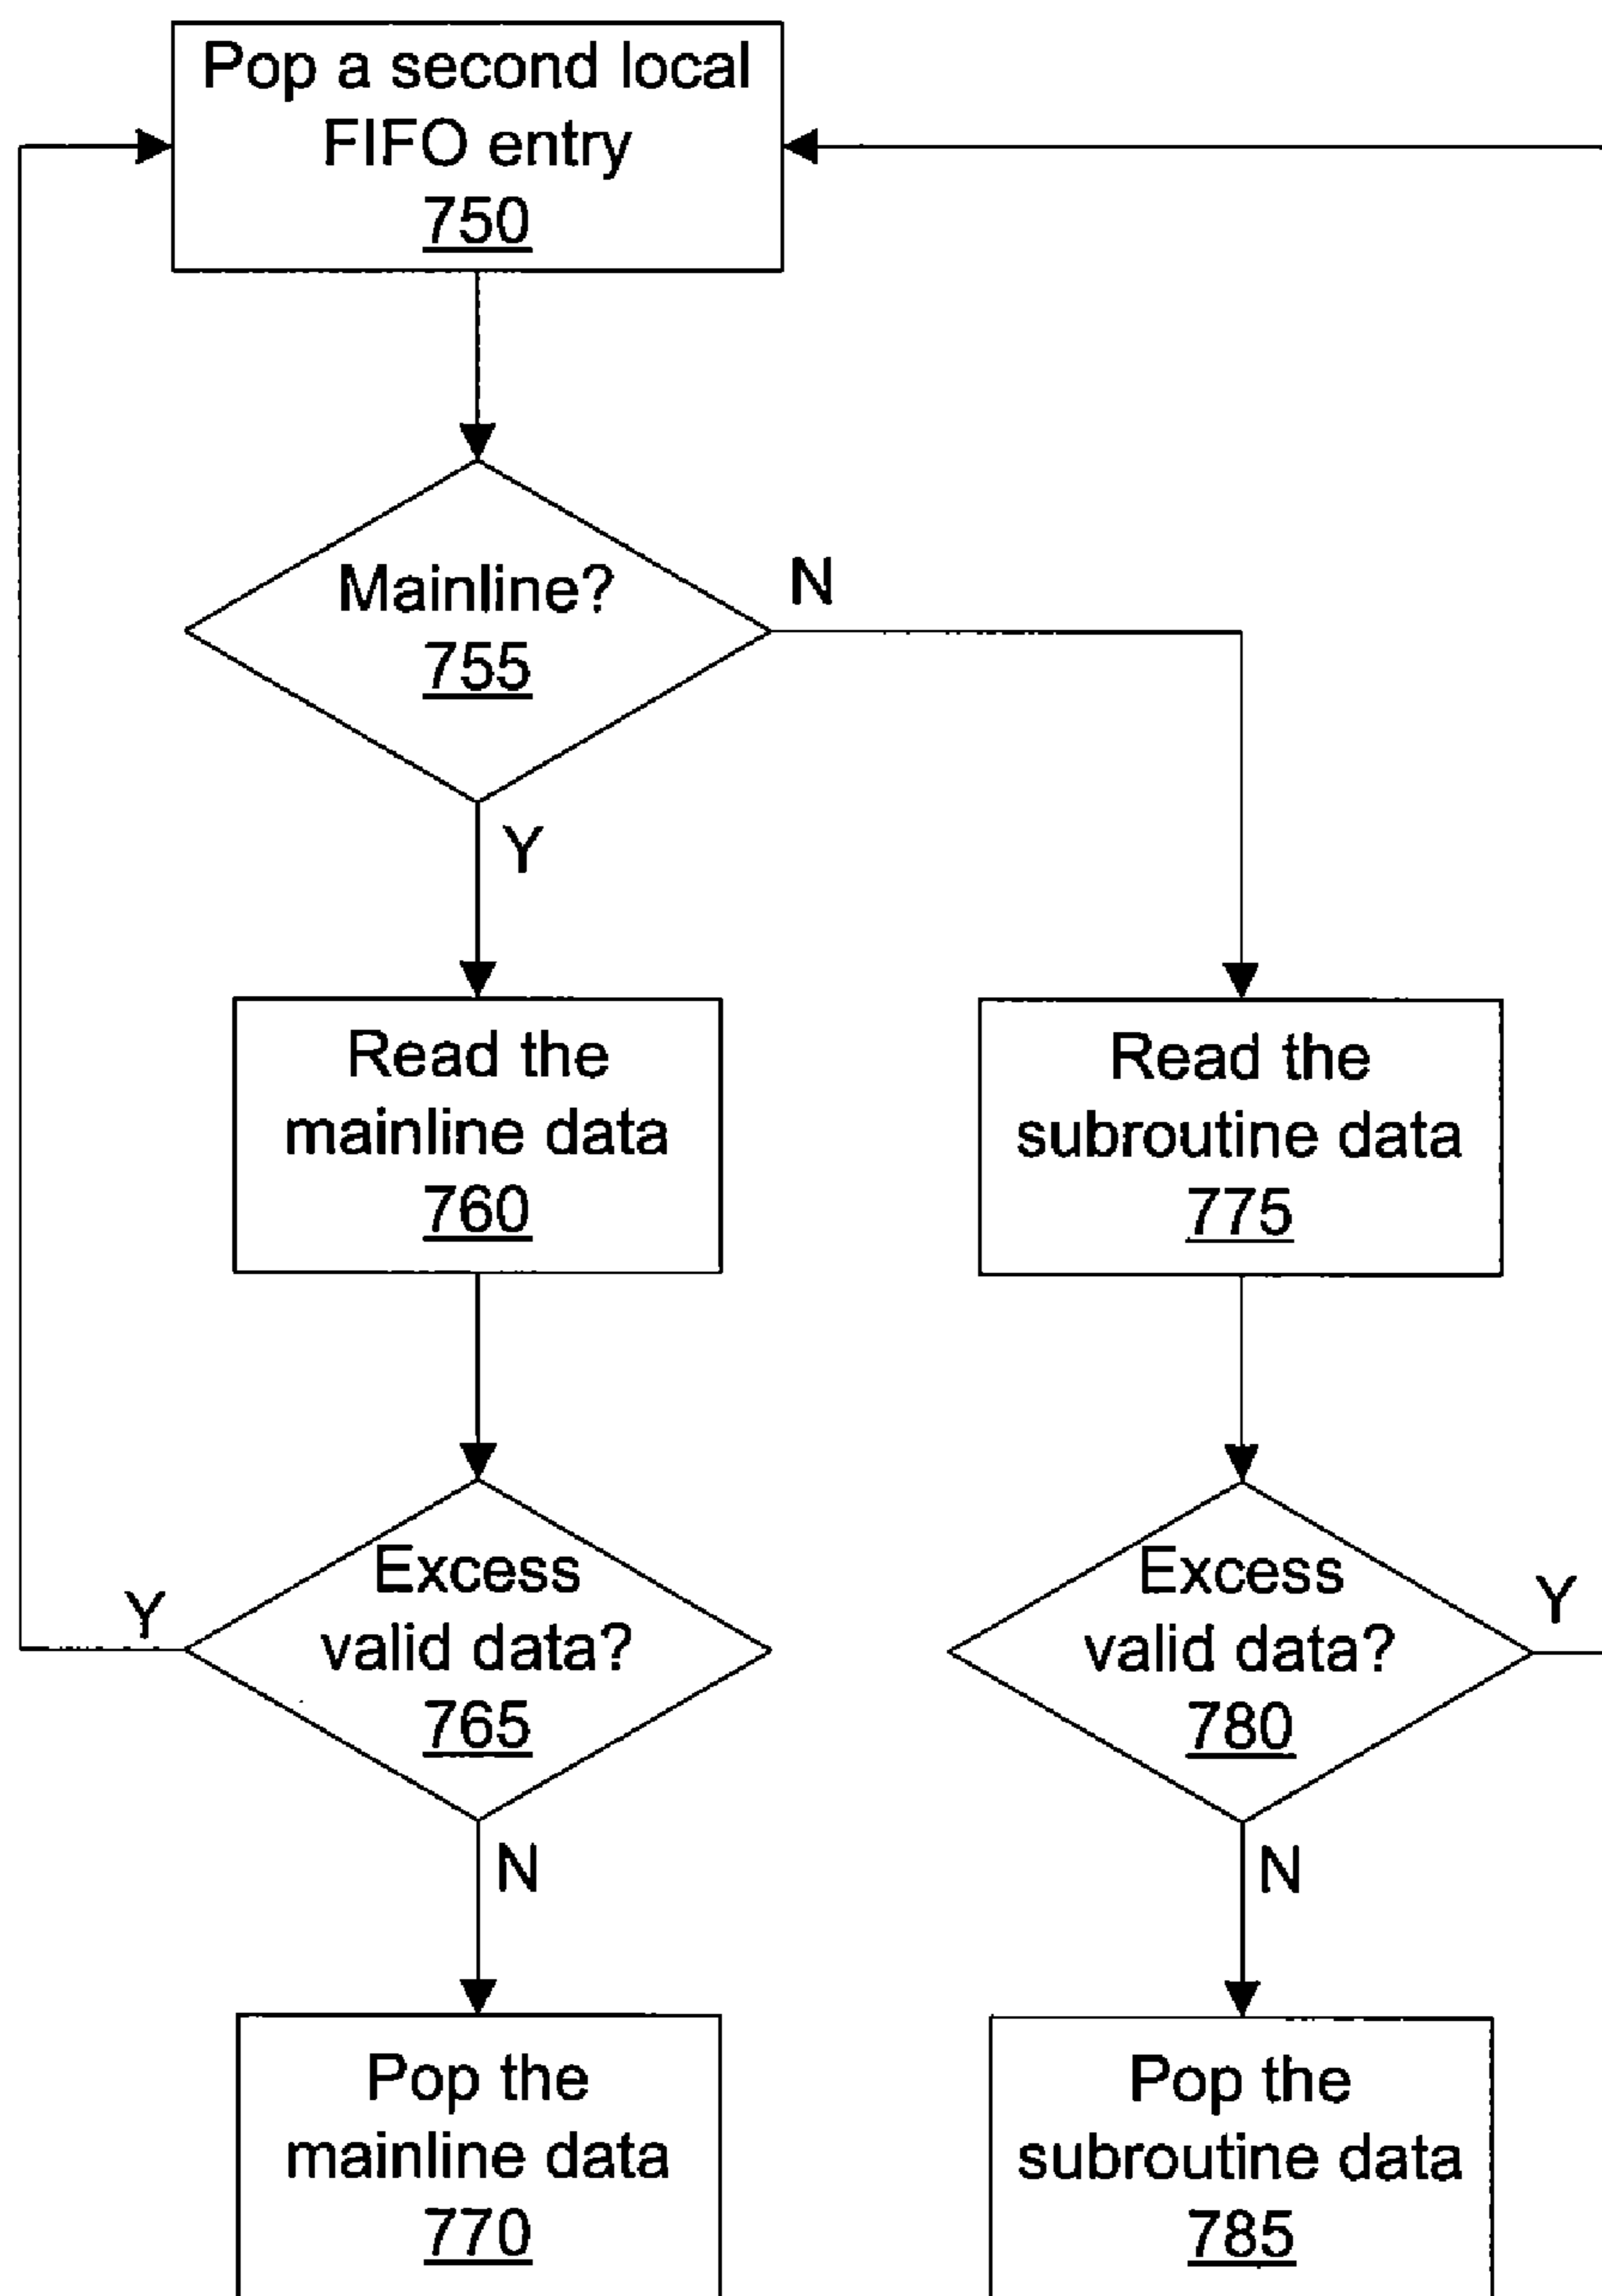 Pop a second local
FIFO entry
750
Mainline?
755
N
Y
Read the
mainline data
760
Read the
subroutine data
775
Excess
valid data?
765
Y
N
Excess
valid data?
780
Y
N
Pop the
mainline data
770
Pop the
subroutine data
785